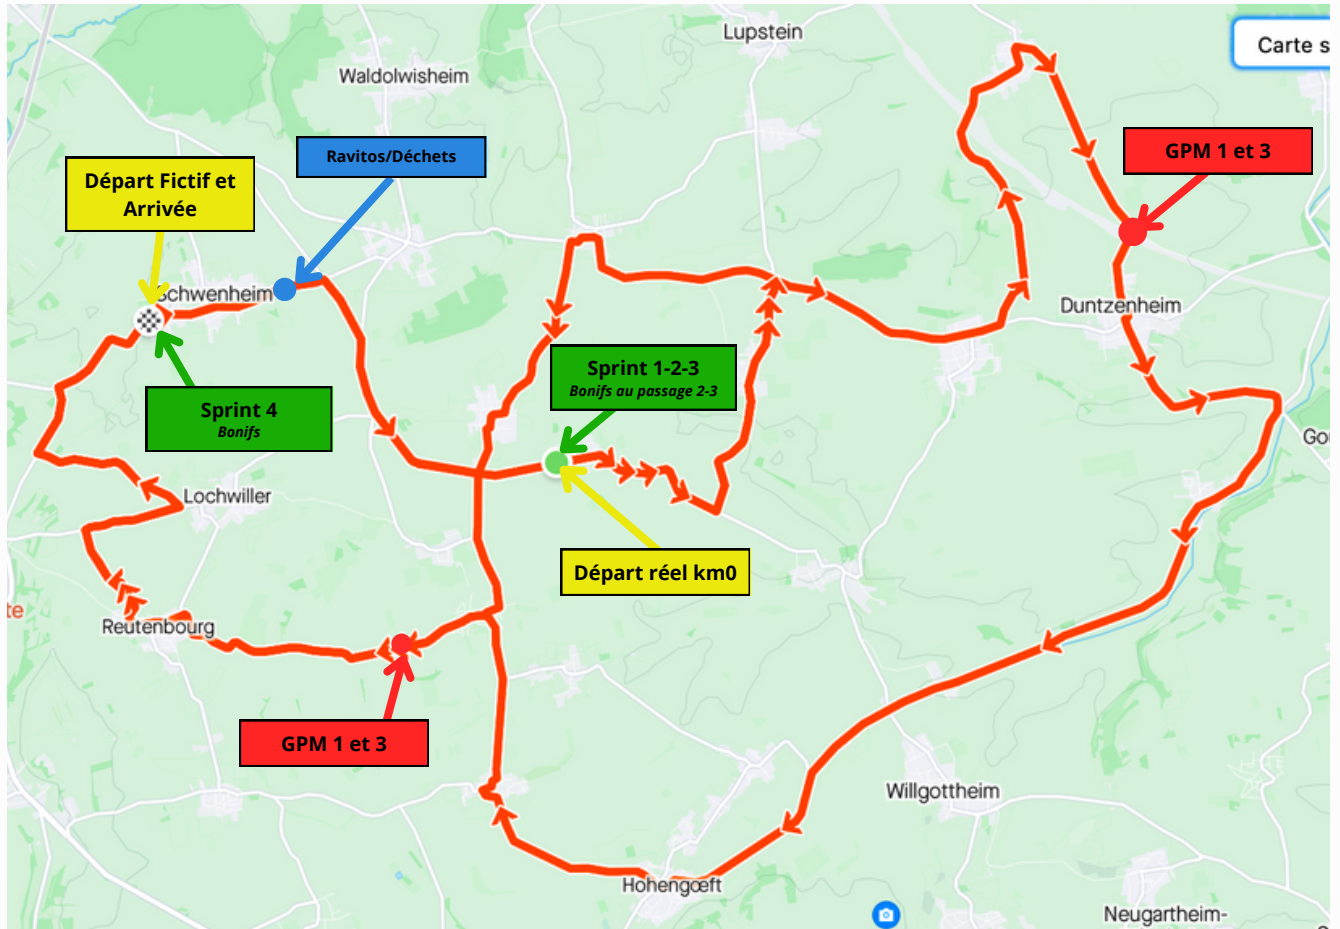 Lupstein
Carte s
Waldolwisheim
Ravitos/Déchets
GPM 1 et 3
Départ Fictif et
Arrivée
Schwenheim
Duntzenheim
Sprint 1-2-3
Bonifs au passage 2-3
Sprint 4
Bonifs
Go
Lochwiller
Départ réel km0
te
Reutenbourg
GPM 1 et 3
Willgottheim
Hohengœft
Neugartheim-